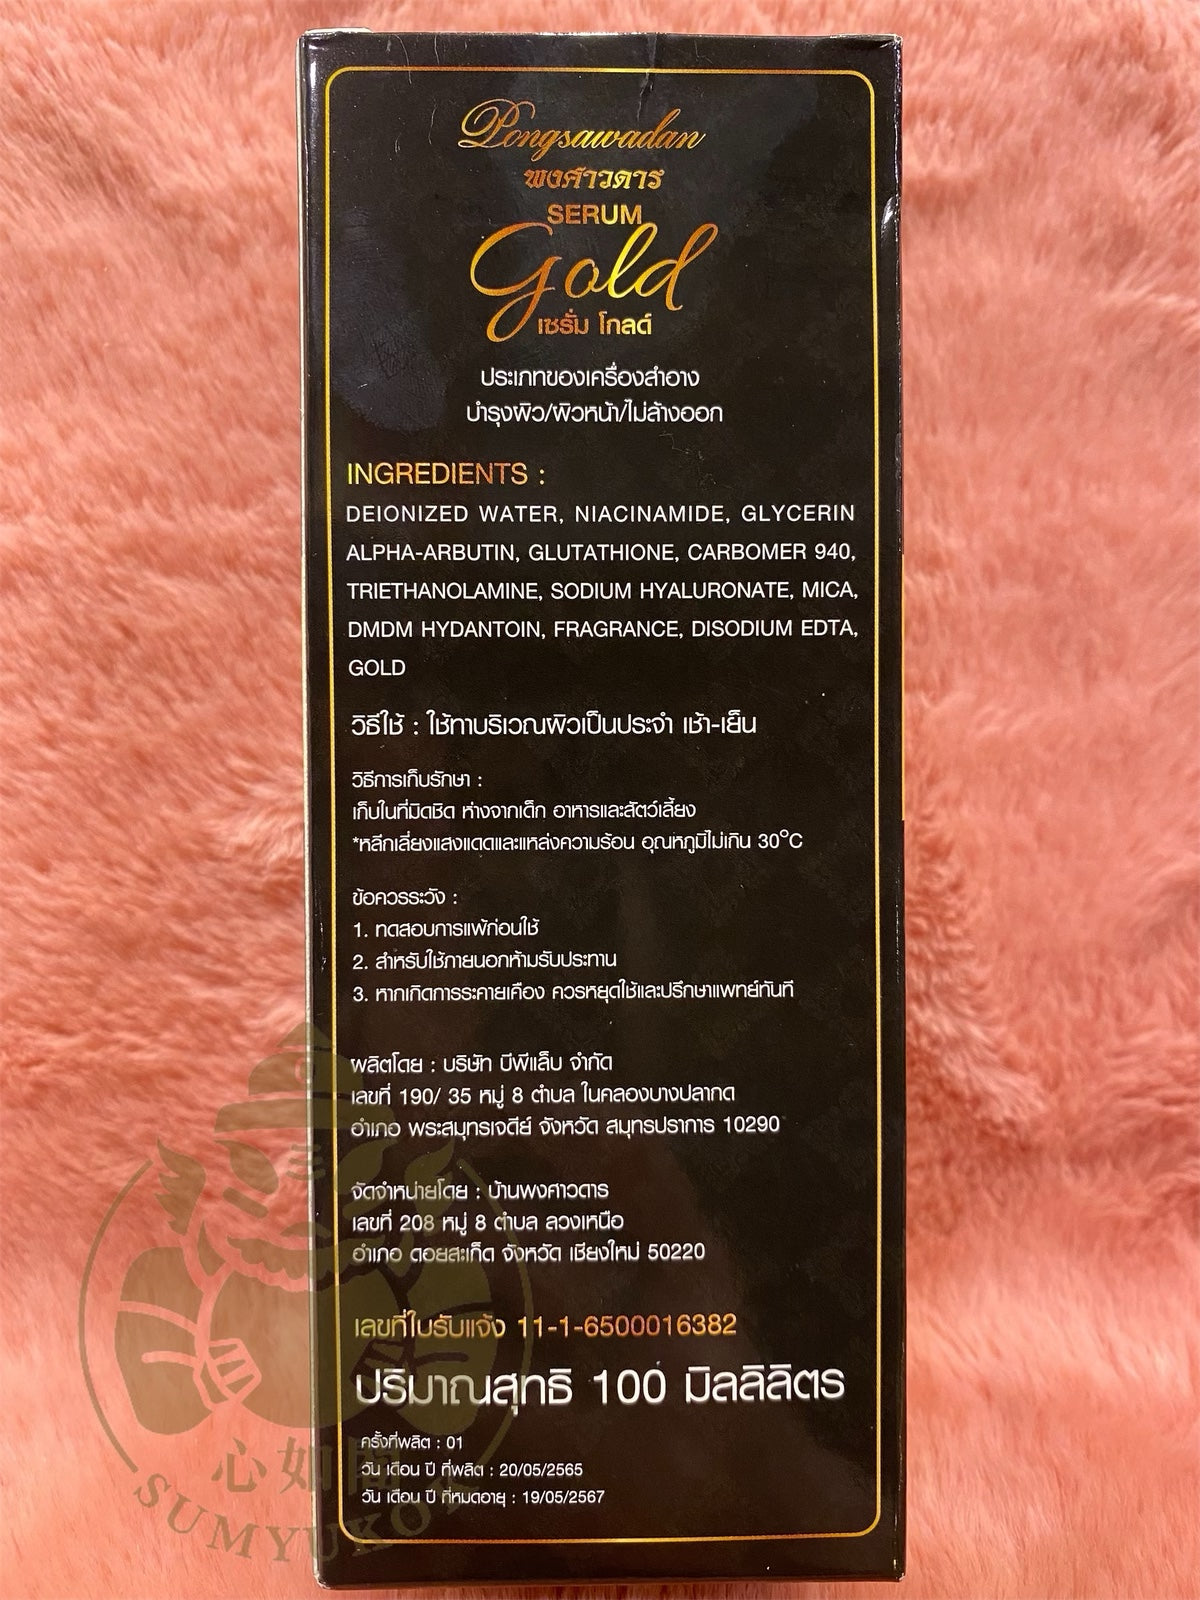 Pongsawadan
พงศาวดาร
SERUM
Gold
เซรั่ม โกลด์
ประเภทของเครื่องสำอาง
บำรุงผิว/ผิวหน้า/ไม่ล้างออก
INGREDIENTS :
DEIONIZED WATER, NIACINAMIDE, GLYCERIN
ALPHA-ARBUTIN, GLUTATHIONE, CARBOMER 940,
TRIETHANOLAMINE, SODIUM HYALURONATE, MICA,
DMDM HYDANTOIN, FRAGRANCE, DISODIUM EDTA,
GOLD
วิธีใช้ : ใช้ทาบริเวณผิวเป็นประจำ เช้า-เย็น
วิธีการเก็บรักษา :
เก็บในที่มิดชิด ห่างจากเด็ก อาหารและสัตว์เลี้ยง
*หลีกเลี่ยงแสงแดดและแหล่งความร้อน อุณหภูมิไม่เกิน 30°C
ข้อควรระวัง :
1. ทดสอบการแพ้ก่อนใช้
2. สำหรับใช้ภายนอกห้ามรับประทาน
3. หากเกิดการระคายเคือง ควรหยุดใช้และปรึกษาแพทย์ทันที
ผลิตโดย : บริษัท บีพีแล็บ จำกัด
เลขที่ 190/ 35 หมู่ 8 ตำบล ในคลองบางปลากด
อำเภอ พระสมุทรเจดีย์ จังหวัด สมุทรปราการ 10290
จัดจำหน่ายโดย : บ้านพงศาวดาร
เลขที่ 208 หมู่ 8 ตำบล ลวงเหนือ
อำเภอ ดอยสะเก็ด จังหวัด เชียงใหม่ 50220
เลขที่ใบรับแจ้ง 11-1-6500016382
ปริมาณสุทธิ 100 มิลลิลิตร
ครั้งที่ผลิต : 01
วัน เดือน ปี ที่ผลิต : 20/05/2565
วัน เดือน ปี ที่หมดอายุ : 19/05/2567
心如閣
SUMYUKOK